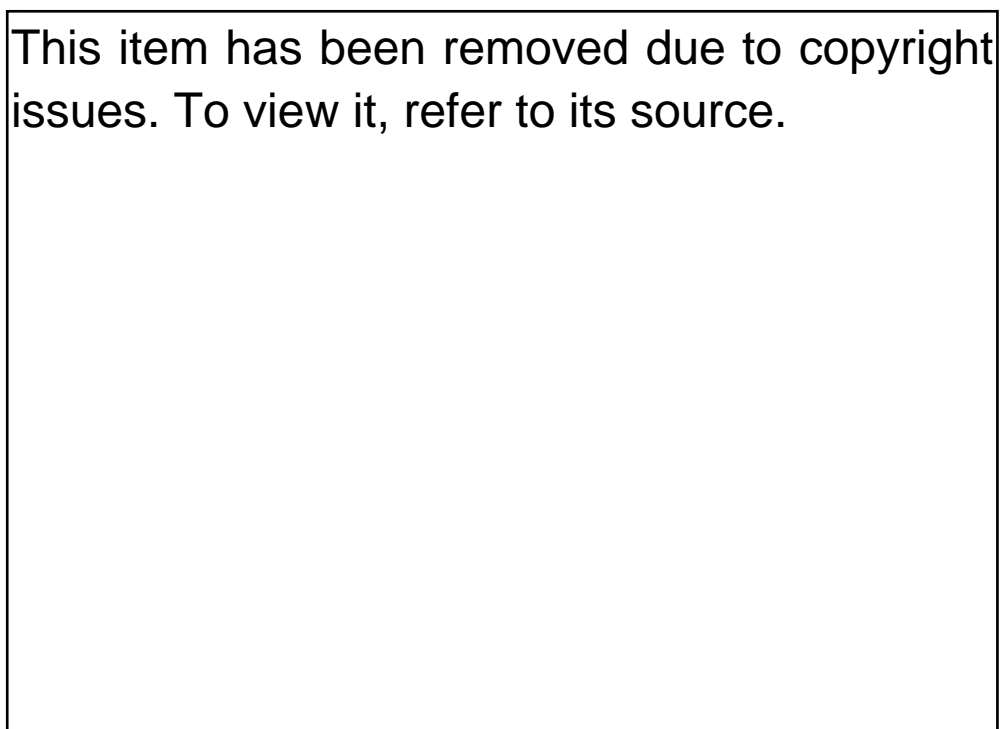 This item has been removed due to copyright
issues. To view it, refer to its source.